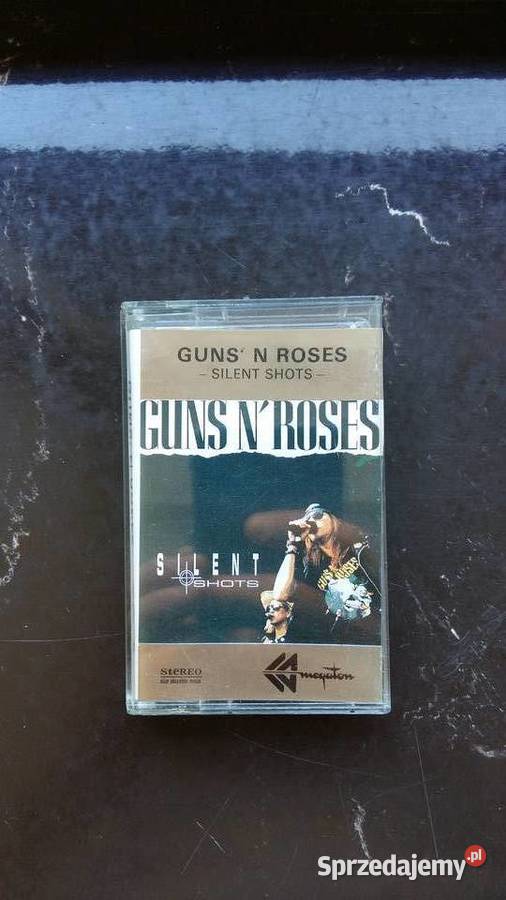 GUNS' N ROSES
– SILENT SHOTS –
GUNS N' ROSES
SILENT
SHOTS
GUNS
ROSES
STEREO
megaton
Sprzedajemy.pl